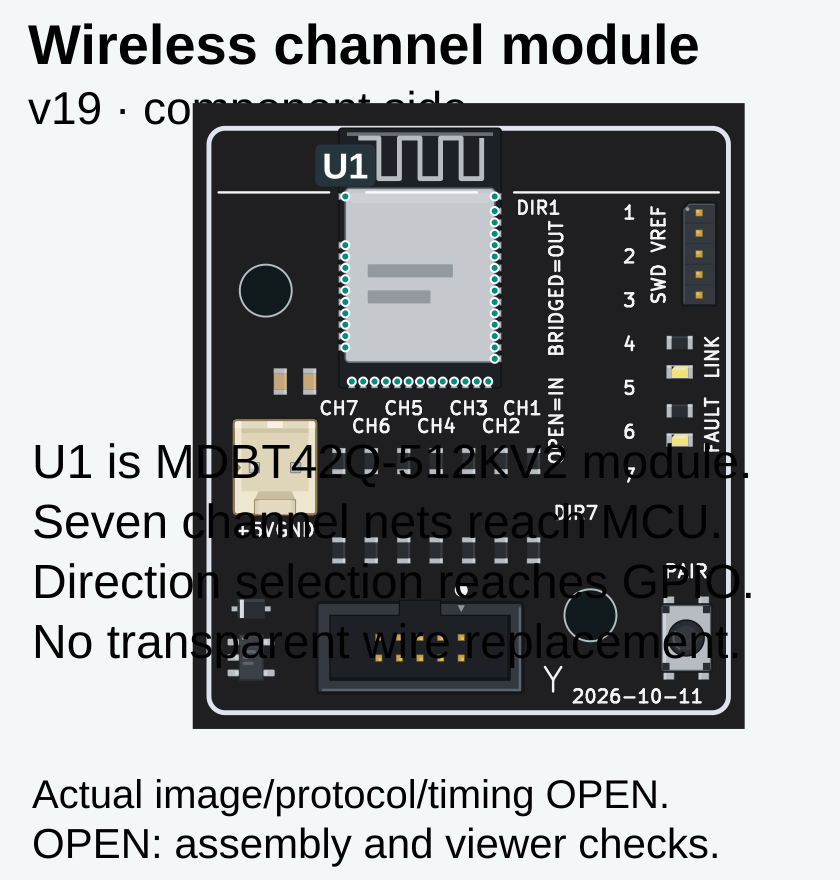 Wireless channel module
v19 · component side
U1
DIR1
BRIDGED=OUT
OPEN=IN
1
2
3
4
5
6
7
SWD VREF
LINK
FAULT
CH7 CH5 CH3 CH1
CH6 CH4 CH2
U1 is MDBT42Q-512KV2 module.
Seven channel nets reach MCU.
+5VGND
DIR7
Direction selection reaches GPIO.
PAIR
No transparent wire replacement.
Y
2026-10-11
Actual image/protocol/timing OPEN.
OPEN: assembly and viewer checks.